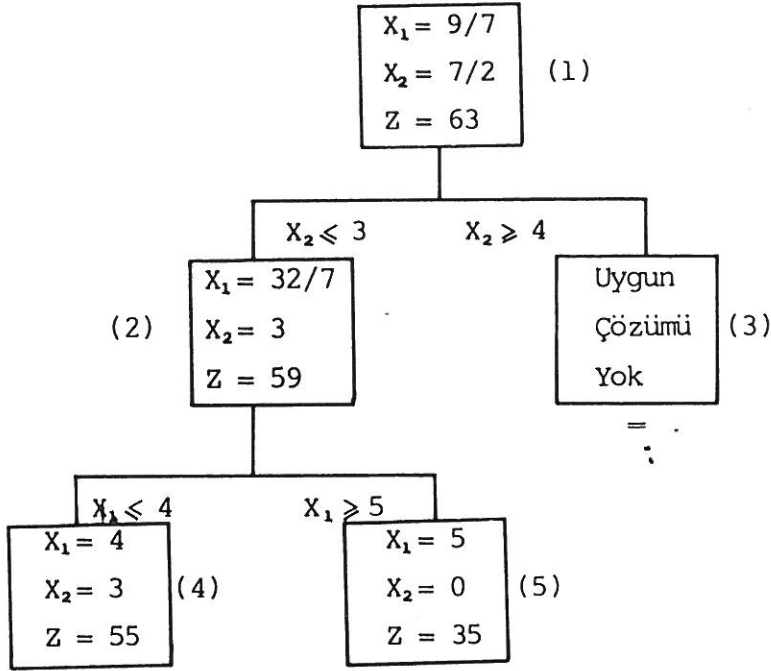 X₁ = 9/7
X₂ = 7/2 (1)
Z = 63
X₂ ⩽ 3 X₂ ⩾ 4
X₁ = 32/7
(2) X₂ = 3
Z = 59
Uygun
Çözümü (3)
Yok
=
X₁ ⩽ 4 X₁ ⩾ 5
X₁ = 4
X₂ = 3 (4)
Z = 55
X₁ = 5
X₂ = 0 (5)
Z = 35